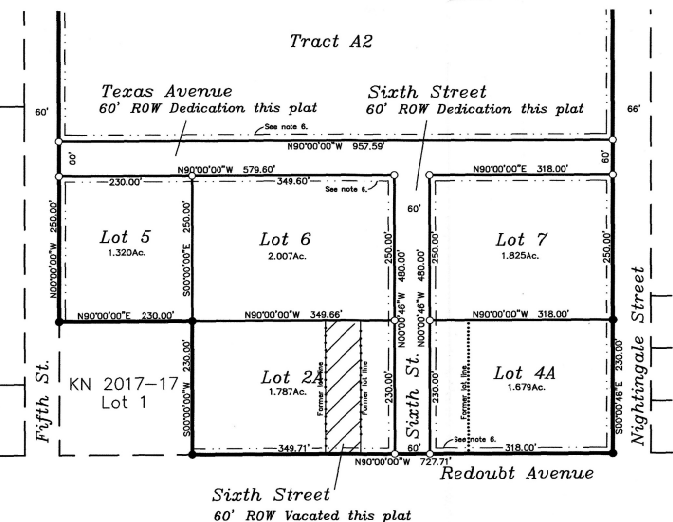 Tract A2
Texas Avenue
60' ROW Dedication this plat
Sixth Street
60' ROW Dedication this plat
60'
66'
See note 6.
N90°00'00"W 957.59'
00'
60'
N90°00'00"W 579.60'
N90°00'00"E 318.00'
230.00'
349.60'
See note 6.
60'
N00°00'00"W 250.00'
Lot 5
1.320Ac.
S00°00'00"E 250.00'
Lot 6
2.007Ac.
250.00'
N00°00'46"W 480.00'
N00°00'46"W 480.00'
250.00'
Lot 7
1.825Ac.
250.00'
N90°00'00"E 230.00'
N90°00'00"W 349.66'
N90°00'00"W 318.00'
Fifth St.
KN 2017-17
Lot 1
S00°00'00"W 230.00'
Lot 2A
1.787Ac.
Former lot line
Former lot line
230.00'
Sixth St.
230.00'
Former lot line
Lot 4A
1.679Ac.
S00°00'46"E 230.00'
Nightingale Street
349.71'
60'
See note 6.
318.00'
N90°00'00"W 727.71'
Redoubt Avenue
Sixth Street
60' ROW Vacated this plat